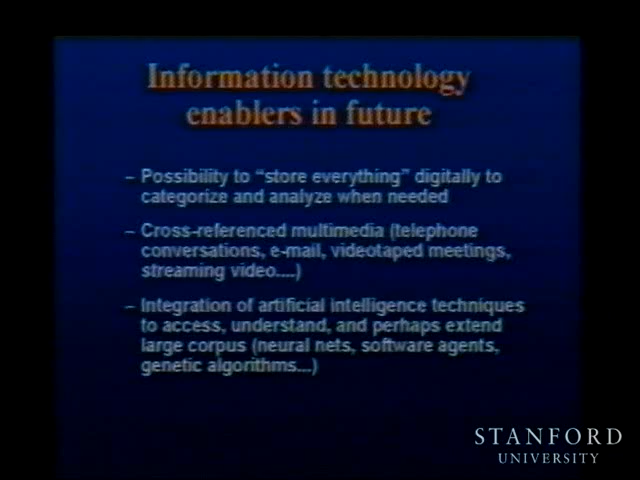 Information technology
enablers in future
– Possibility to “store everything” digitally to
categorize and analyze when needed
– Cross-referenced multimedia (telephone
conversations, e-mail, videotaped meetings,
streaming video....)
– Integration of artificial intelligence techniques
to access, understand, and perhaps extend
large corpus (neural nets, software agents,
genetic algorithms...)
STANFORD
UNIVERSITY